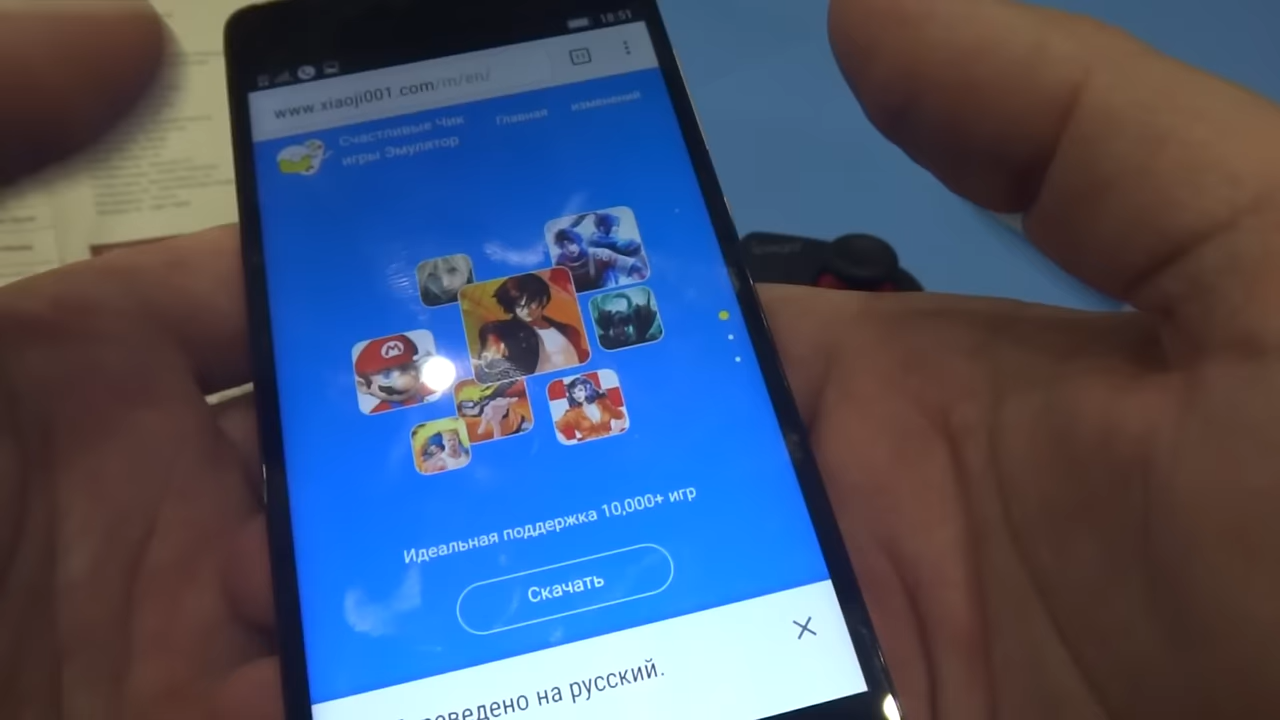 18:51
www.xiaoji001.com/m/en/
Счастливые Чик
игры Эмулятор
Главная
изменений
M
Идеальная поддержка 10,000+ игр
Скачать
на русский.